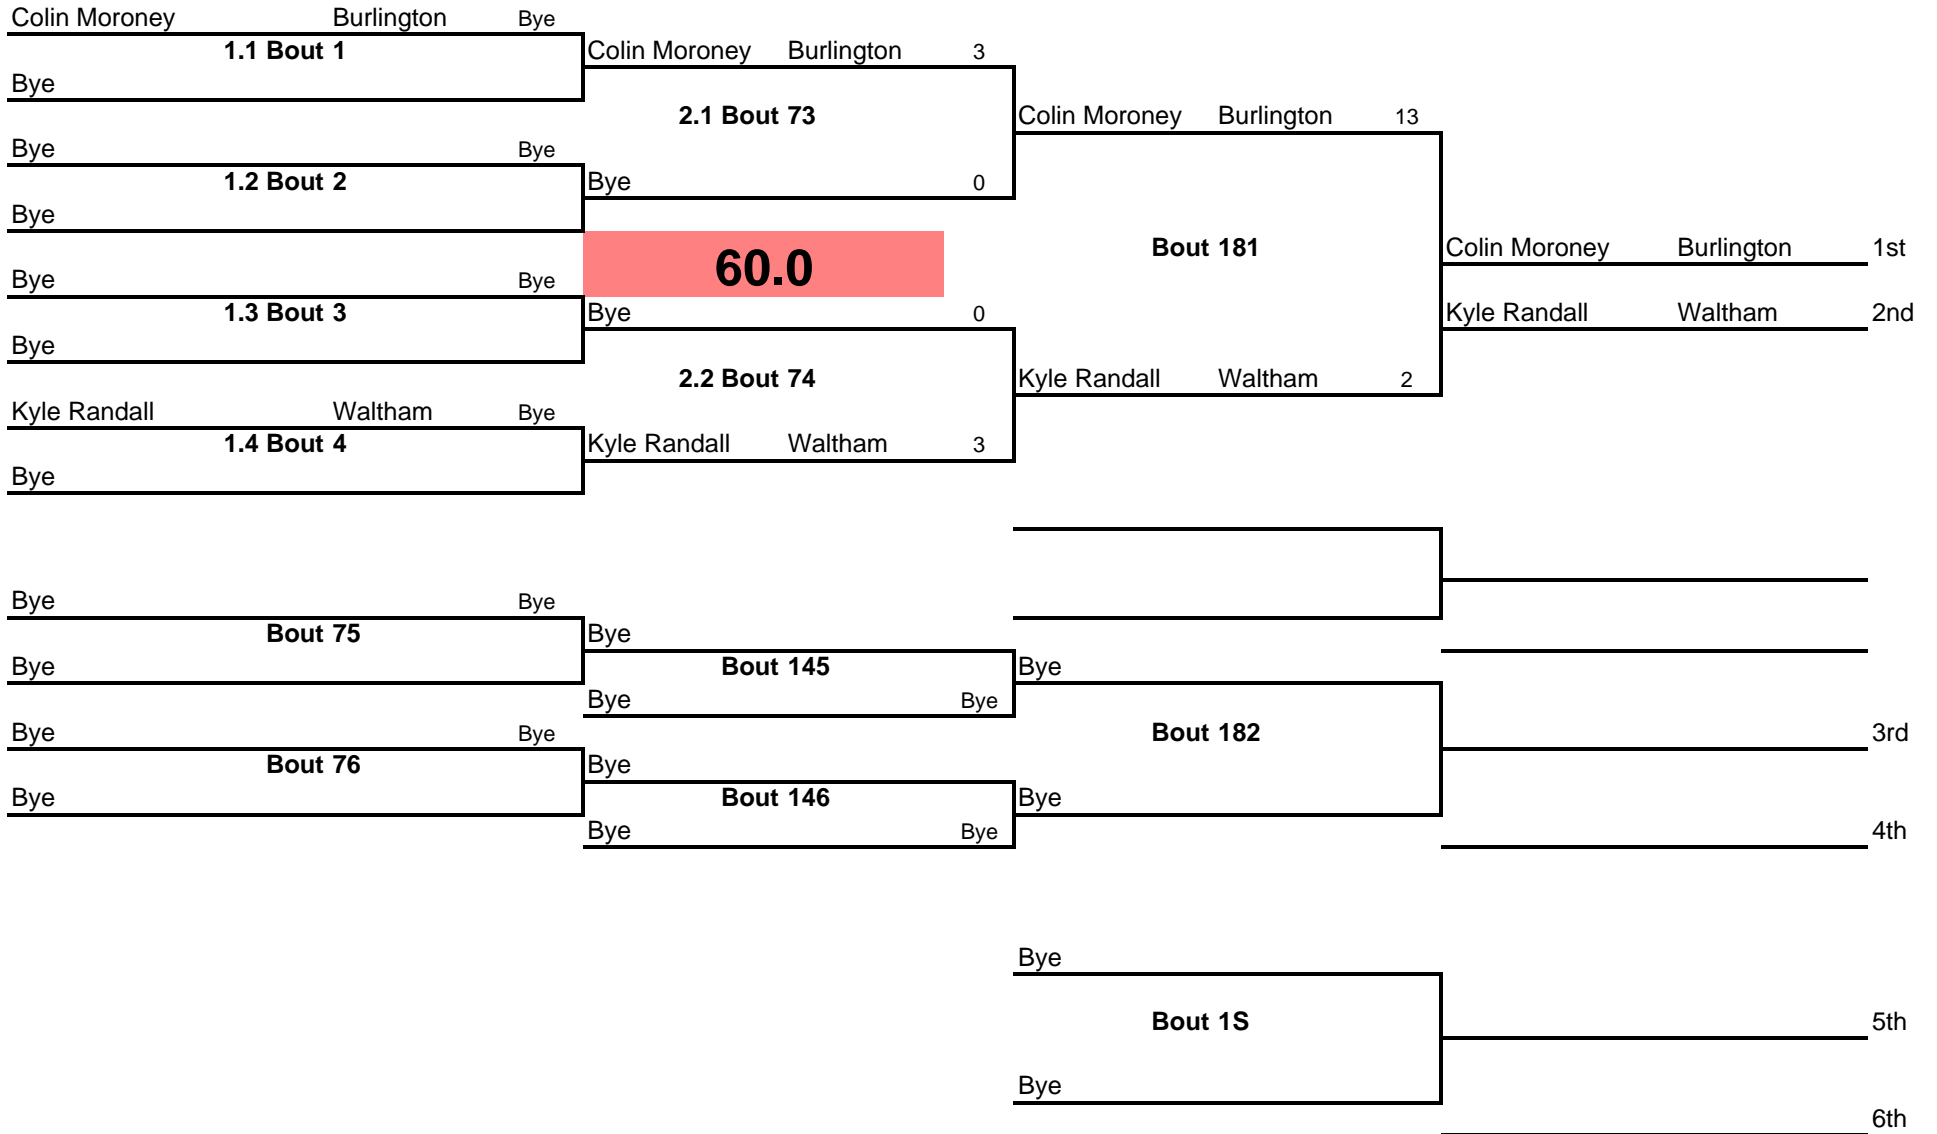 Colin Moroney Burlington Bye
1.1 Bout 1 Colin Moroney Burlington 3
Bye
2.1 Bout 73 Colin Moroney Burlington 13
Bye Bye
1.2 Bout 2 Bye 0
Bye
60.0 Bout 181 Colin Moroney Burlington 1st
Bye Bye
1.3 Bout 3 Bye 0 Kyle Randall Waltham 2nd
Bye
2.2 Bout 74 Kyle Randall Waltham 2
Kyle Randall Waltham Bye
1.4 Bout 4 Kyle Randall Waltham 3
Bye
Bye Bye
Bout 75 Bye
Bye Bout 145 Bye
Bye Bye
Bye Bye Bout 182 3rd
Bout 76 Bye
Bye Bout 146 Bye
Bye Bye 4th
Bye
Bout 1S 5th
Bye
6th